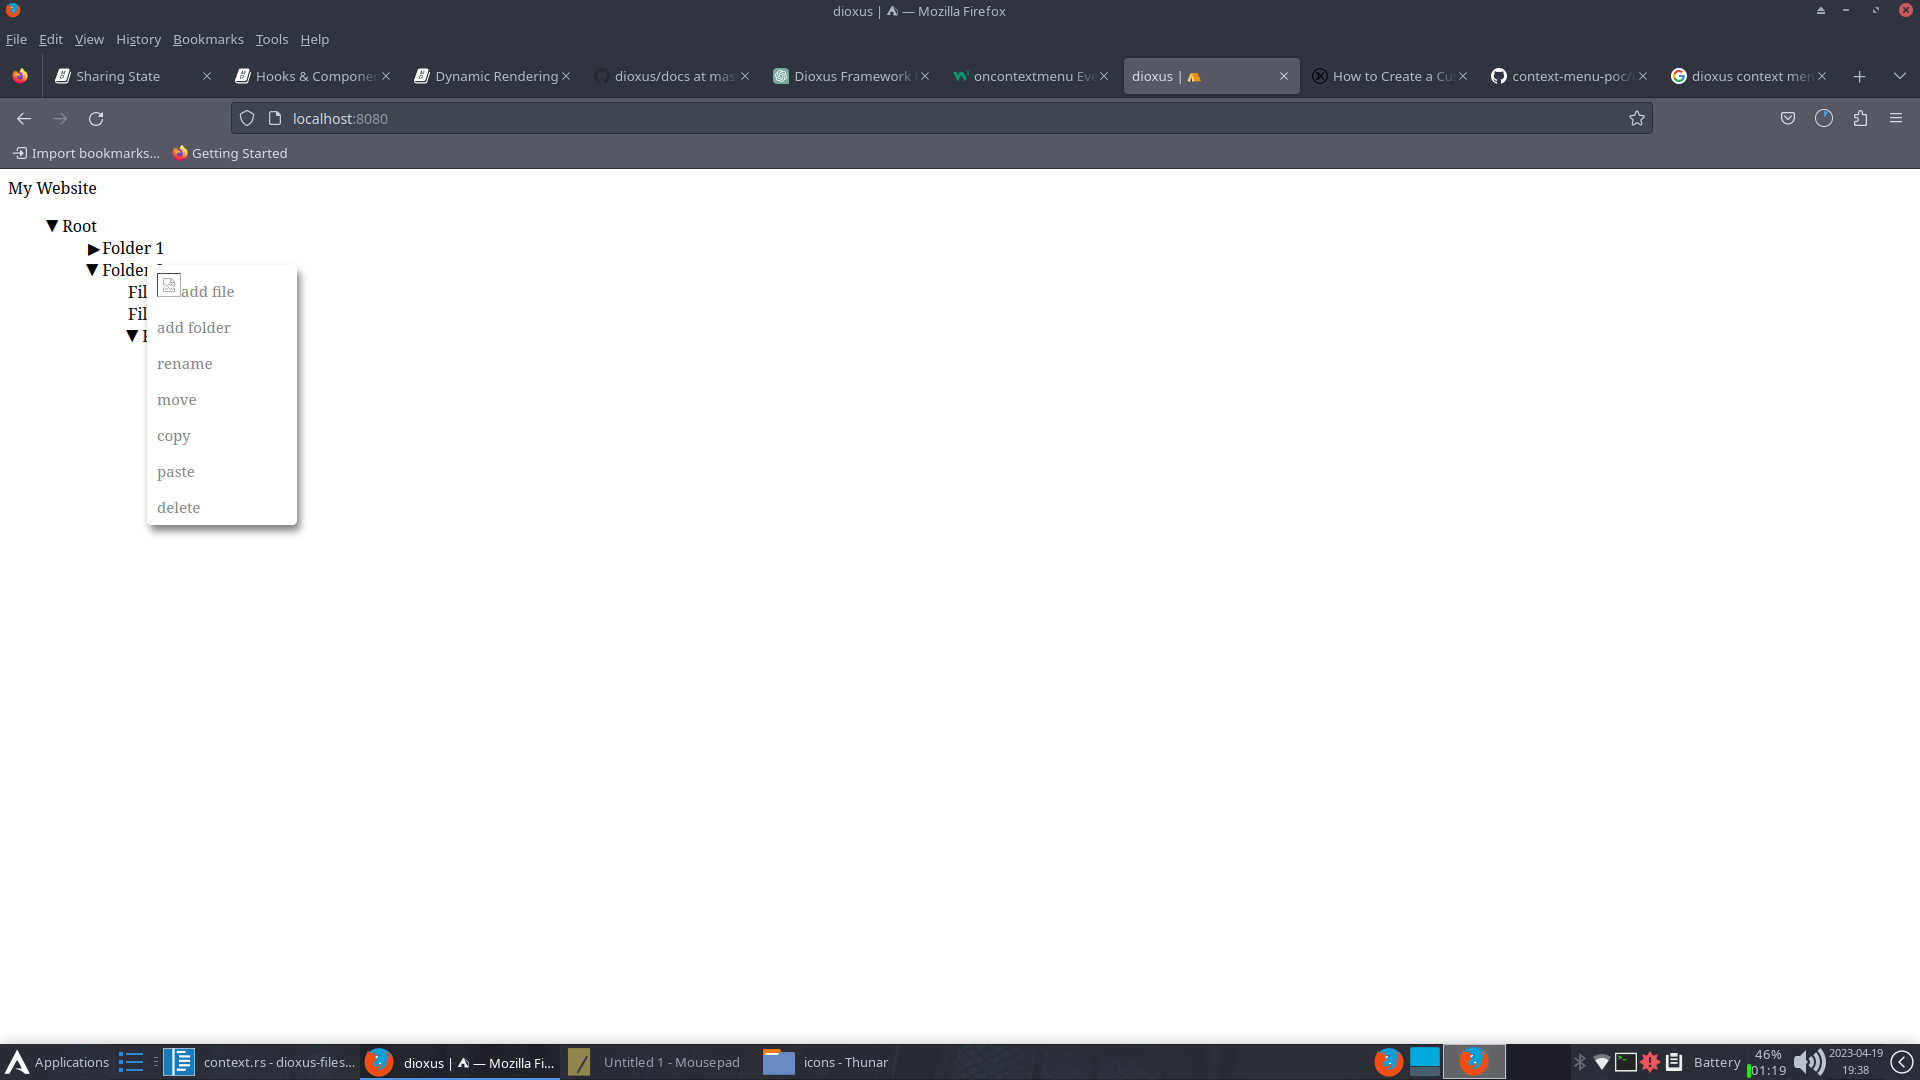 dioxus | — Mozilla Firefox
File Edit View History Bookmarks Tools Help
Sharing State
Hooks & Componen
Dynamic Rendering
dioxus/docs at mas
Dioxus Framework
oncontextmenu Eve
dioxus |
How to Create a Cu
context-menu-poc/
dioxus context men
localhost:8080
Import bookmarks...
Getting Started
My Website
▼ Root
▶ Folder 1
▼ Folder
Fil
Fil
▼
add file
add folder
rename
move
copy
paste
delete
Applications
context.rs - dioxus-files...
dioxus | — Mozilla Fi...
Untitled 1 - Mousepad
icons - Thunar
Battery
46%
01:19
2023-04-19
19:38